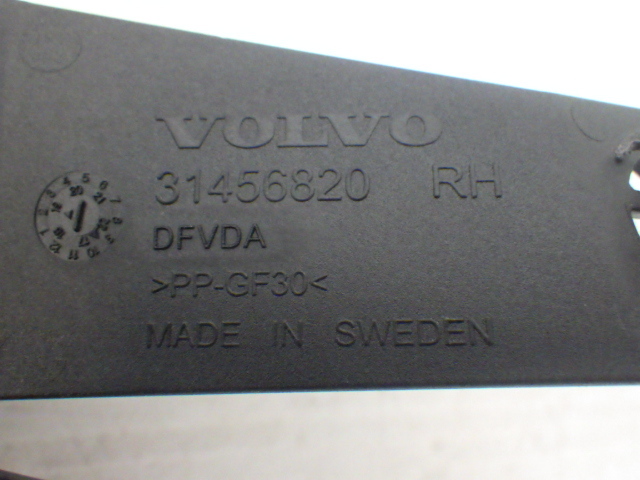 VOLVO
31456820 RH
DFVDA
>PP-GF30<
MADE IN SWEDEN